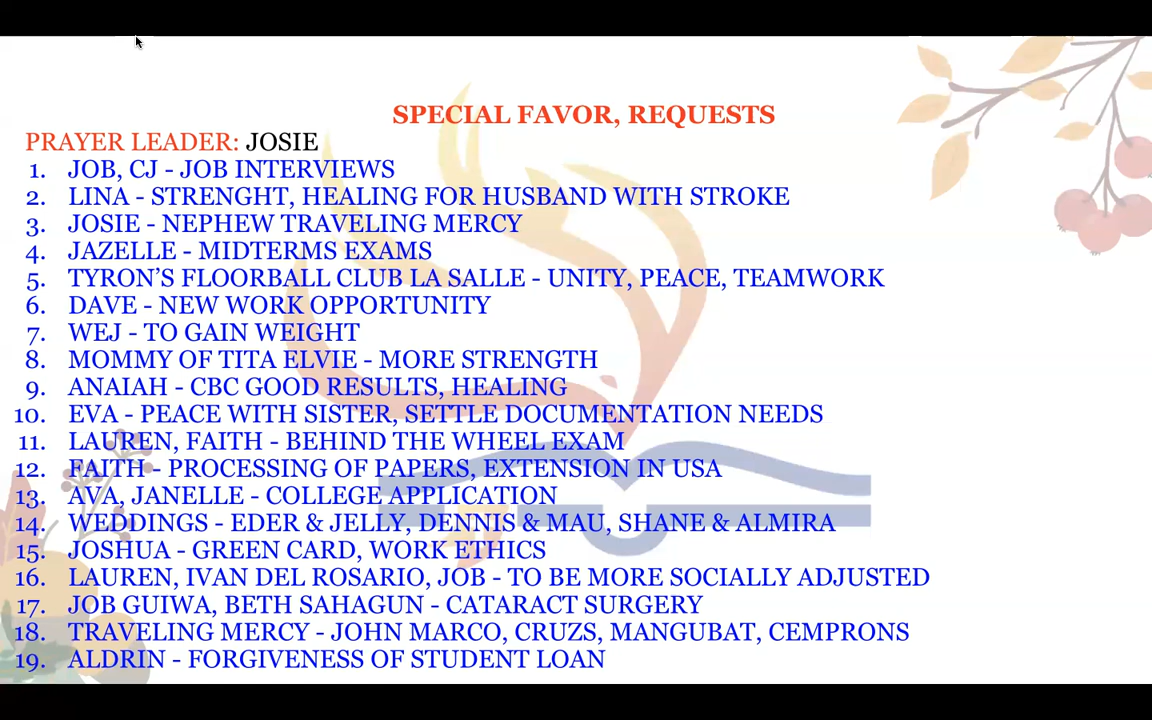 SPECIAL FAVOR, REQUESTS
PRAYER LEADER: JOSIE
1. JOB, CJ - JOB INTERVIEWS
2. LINA - STRENGHT, HEALING FOR HUSBAND WITH STROKE
3. JOSIE - NEPHEW TRAVELING MERCY
4. JAZELLE - MIDTERMS EXAMS
5. TYRON’S FLOORBALL CLUB LA SALLE - UNITY, PEACE, TEAMWORK
6. DAVE - NEW WORK OPPORTUNITY
7. WEJ - TO GAIN WEIGHT
8. MOMMY OF TITA ELVIE - MORE STRENGTH
9. ANAIAH - CBC GOOD RESULTS, HEALING
10. EVA - PEACE WITH SISTER, SETTLE DOCUMENTATION NEEDS
11. LAUREN, FAITH - BEHIND THE WHEEL EXAM
12. FAITH - PROCESSING OF PAPERS, EXTENSION IN USA
13. AVA, JANELLE - COLLEGE APPLICATION
14. WEDDINGS - EDER & JELLY, DENNIS & MAU, SHANE & ALMIRA
15. JOSHUA - GREEN CARD, WORK ETHICS
16. LAUREN, IVAN DEL ROSARIO, JOB - TO BE MORE SOCIALLY ADJUSTED
17. JOB GUIWA, BETH SAHAGUN - CATARACT SURGERY
18. TRAVELING MERCY - JOHN MARCO, CRUZS, MANGUBAT, CEMPRONS
19. ALDRIN - FORGIVENESS OF STUDENT LOAN